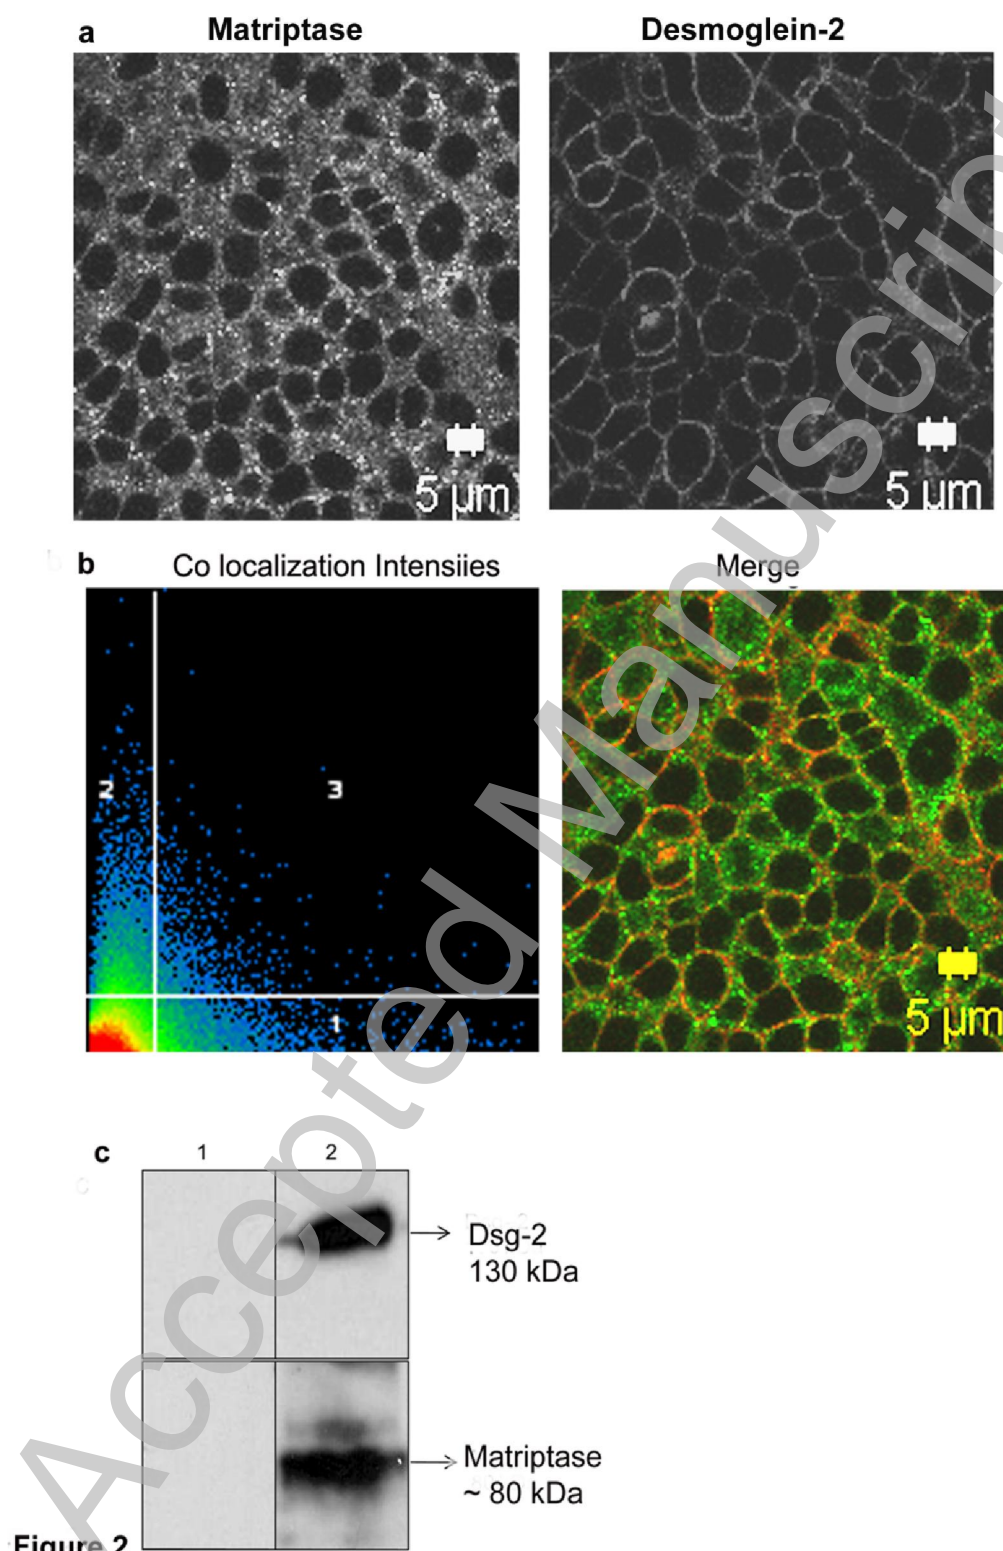 a Matriptase Desmoglein-2
5 µm 5 µm
b Co localization Intensiies Merge
2 3
1
5 µm
c 1 2
Dsg-2
130 kDa
Matriptase
~ 80 kDa
Figure 2
Accepted Manuscript